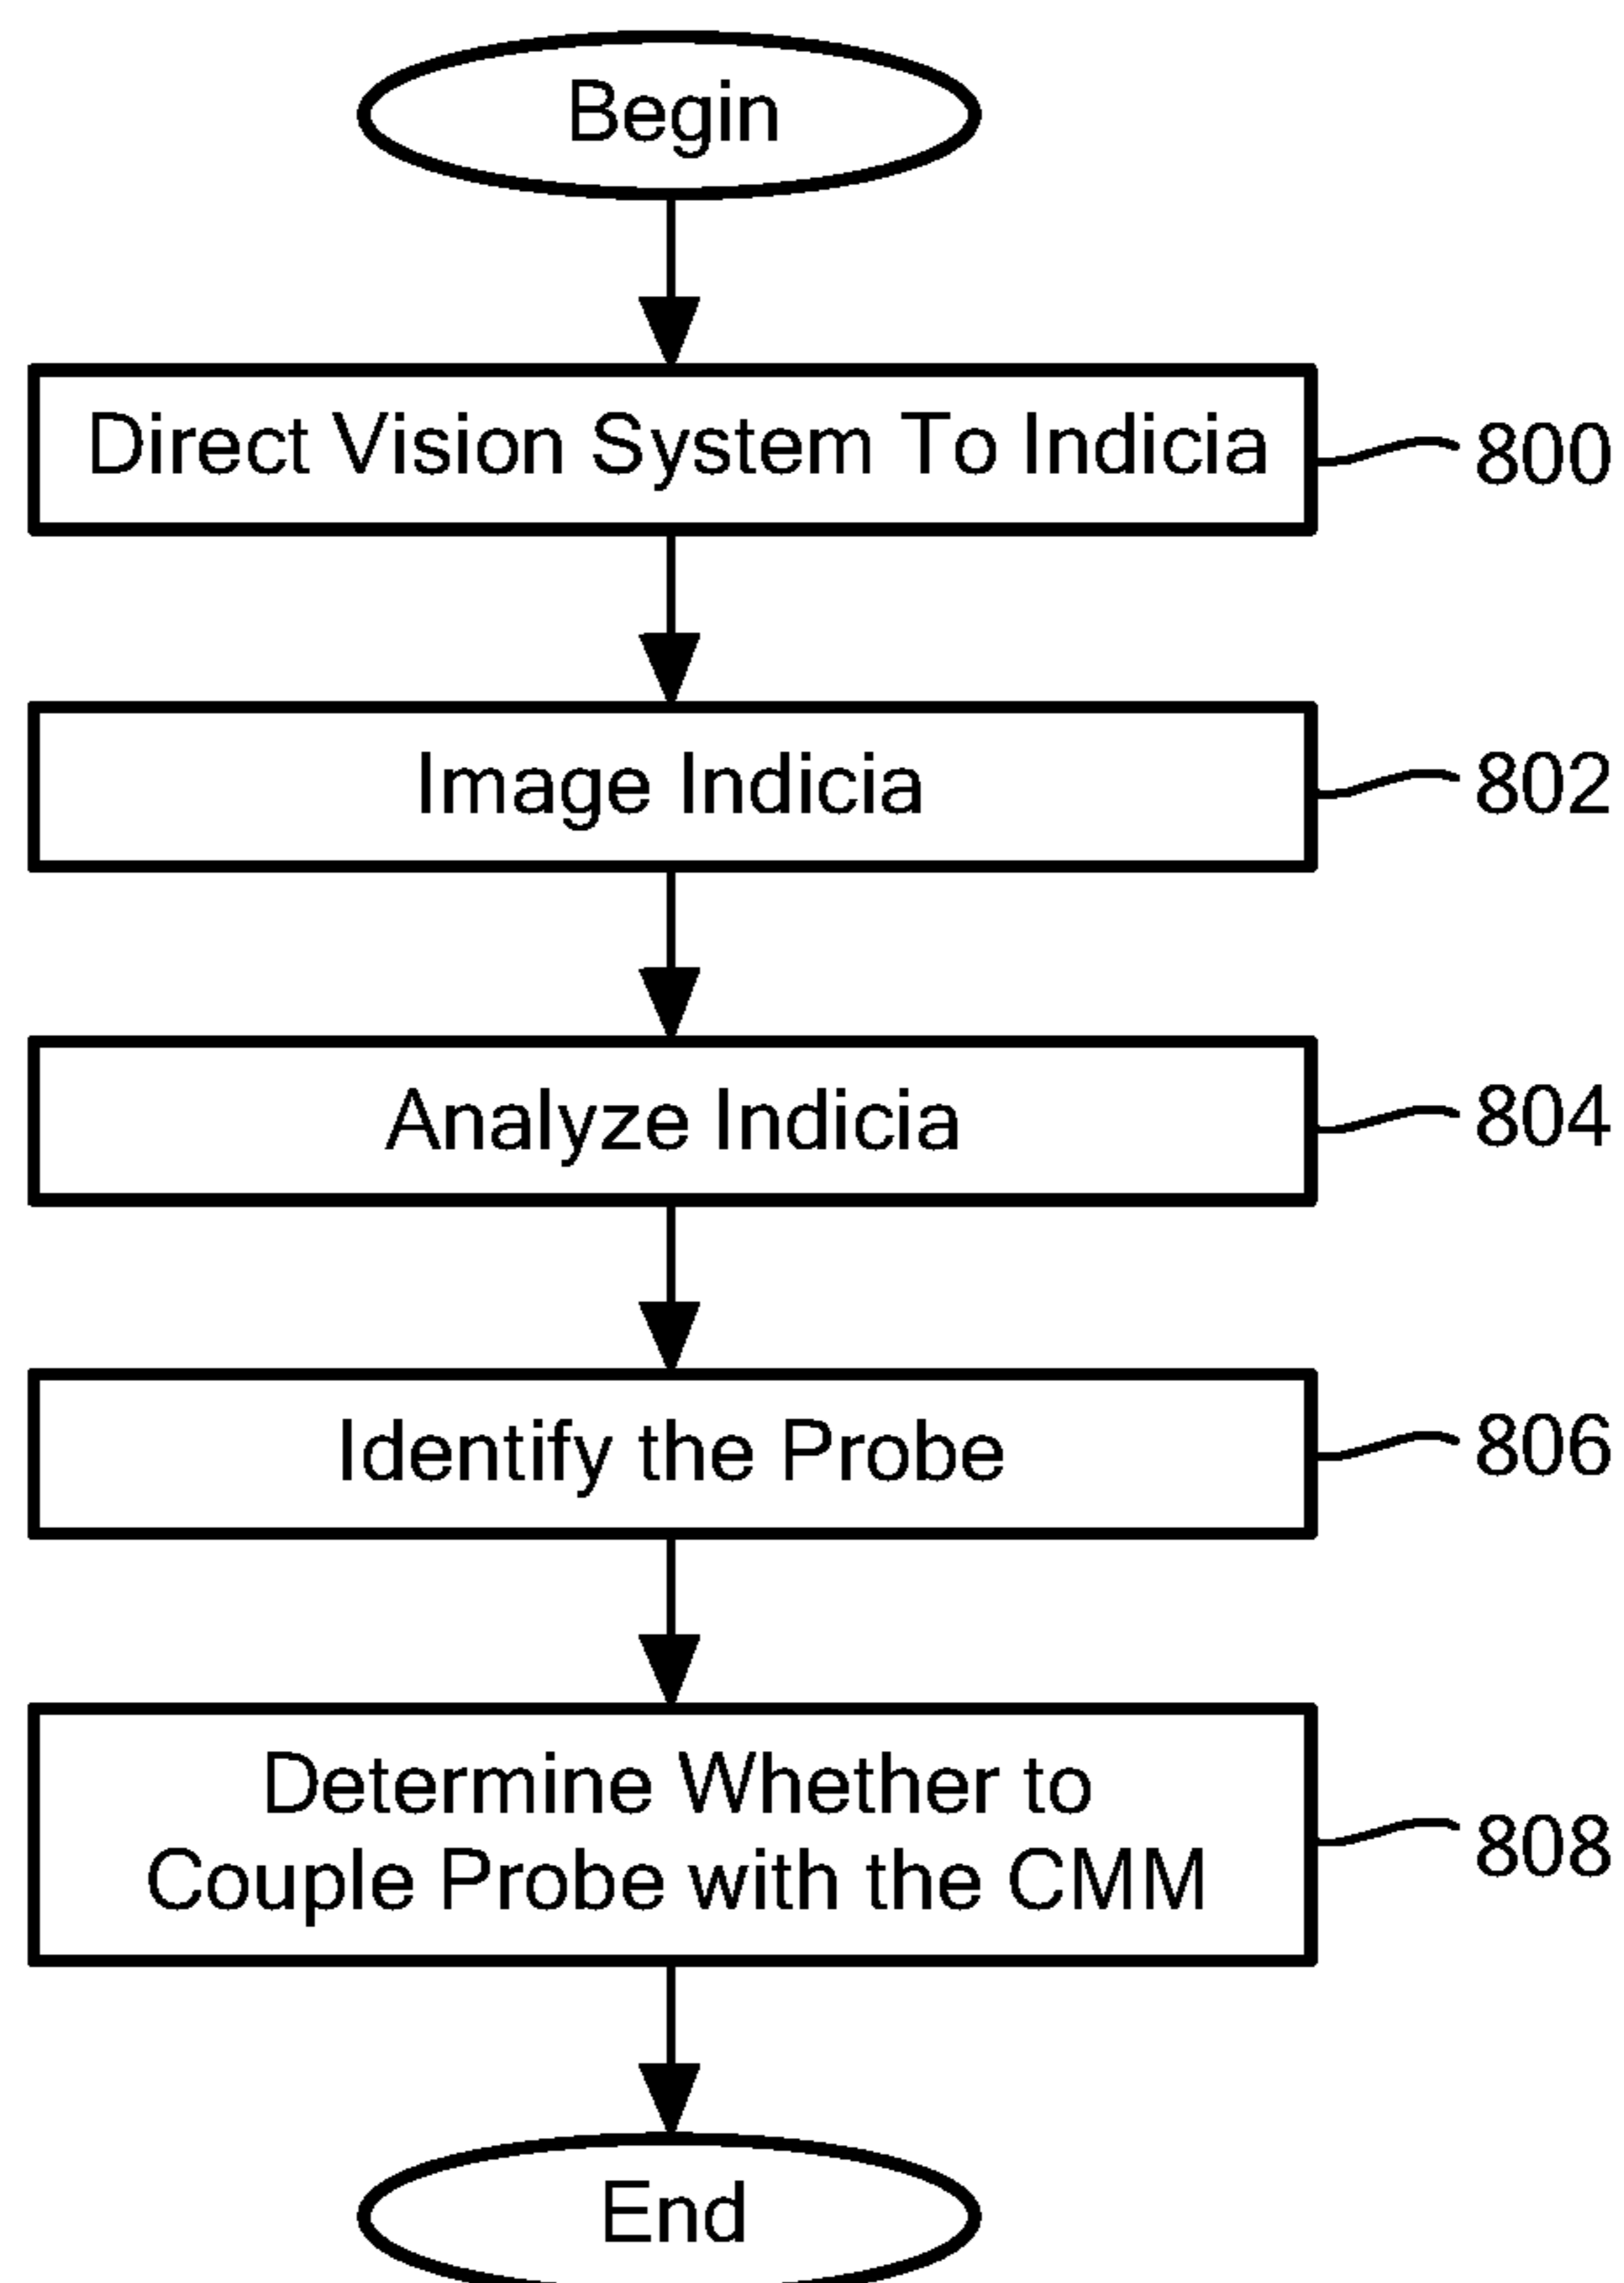 Begin
Direct Vision System To Indicia
800
Image Indicia
802
Analyze Indicia
804
Identify the Probe
806
Determine Whether to
Couple Probe with the CMM
808
End